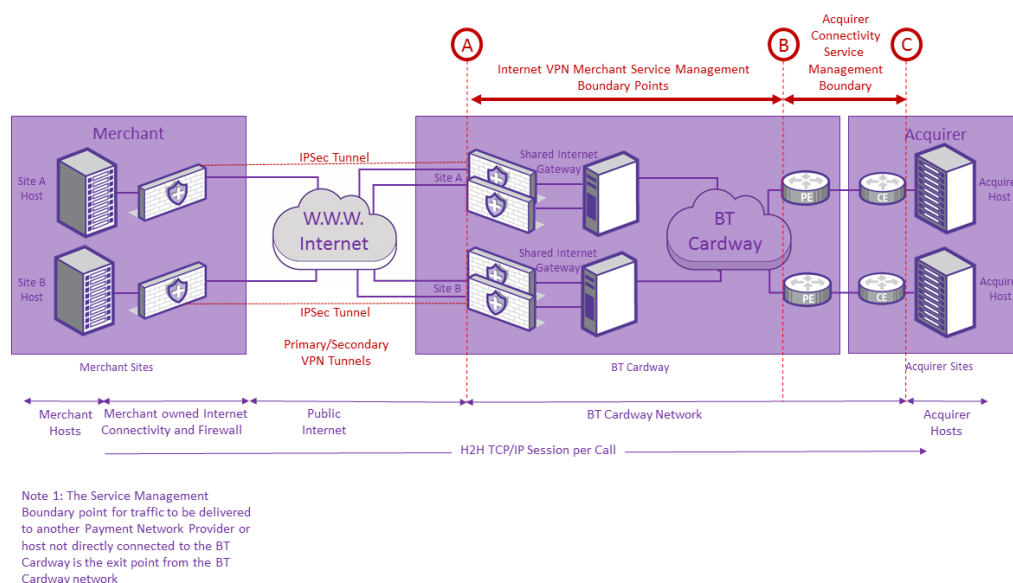 A
B
C
Acquirer
Connectivity
Service
Management
Boundary
Internet VPN Merchant Service Management
Boundary Points
Merchant
Acquirer
IPSec Tunnel
Shared Internet
Gateway
Site A
Host
Site A
W.W.W.
Internet
BT
Cardway
PE
CE
Acquire
Host
Site B
Host
Shared Internet
Gateway
Site B
PE
CE
Acquire
Host
IPSec Tunnel
Primary/Secondary
VPN Tunnels
Merchant Sites
BT Cardway
Acquirer Sites
Merchant
Hosts
Merchant owned Internet
Connectivity and Firewall
Public
Internet
BT Cardway Network
Acquirer
Hosts
H2H TCP/IP Session per Call
Note 1: The Service Management
Boundary point for traffic to be delivered
to another Payment Network Provider or
host not directly connected to the BT
Cardway is the exit point from the BT
Cardway network